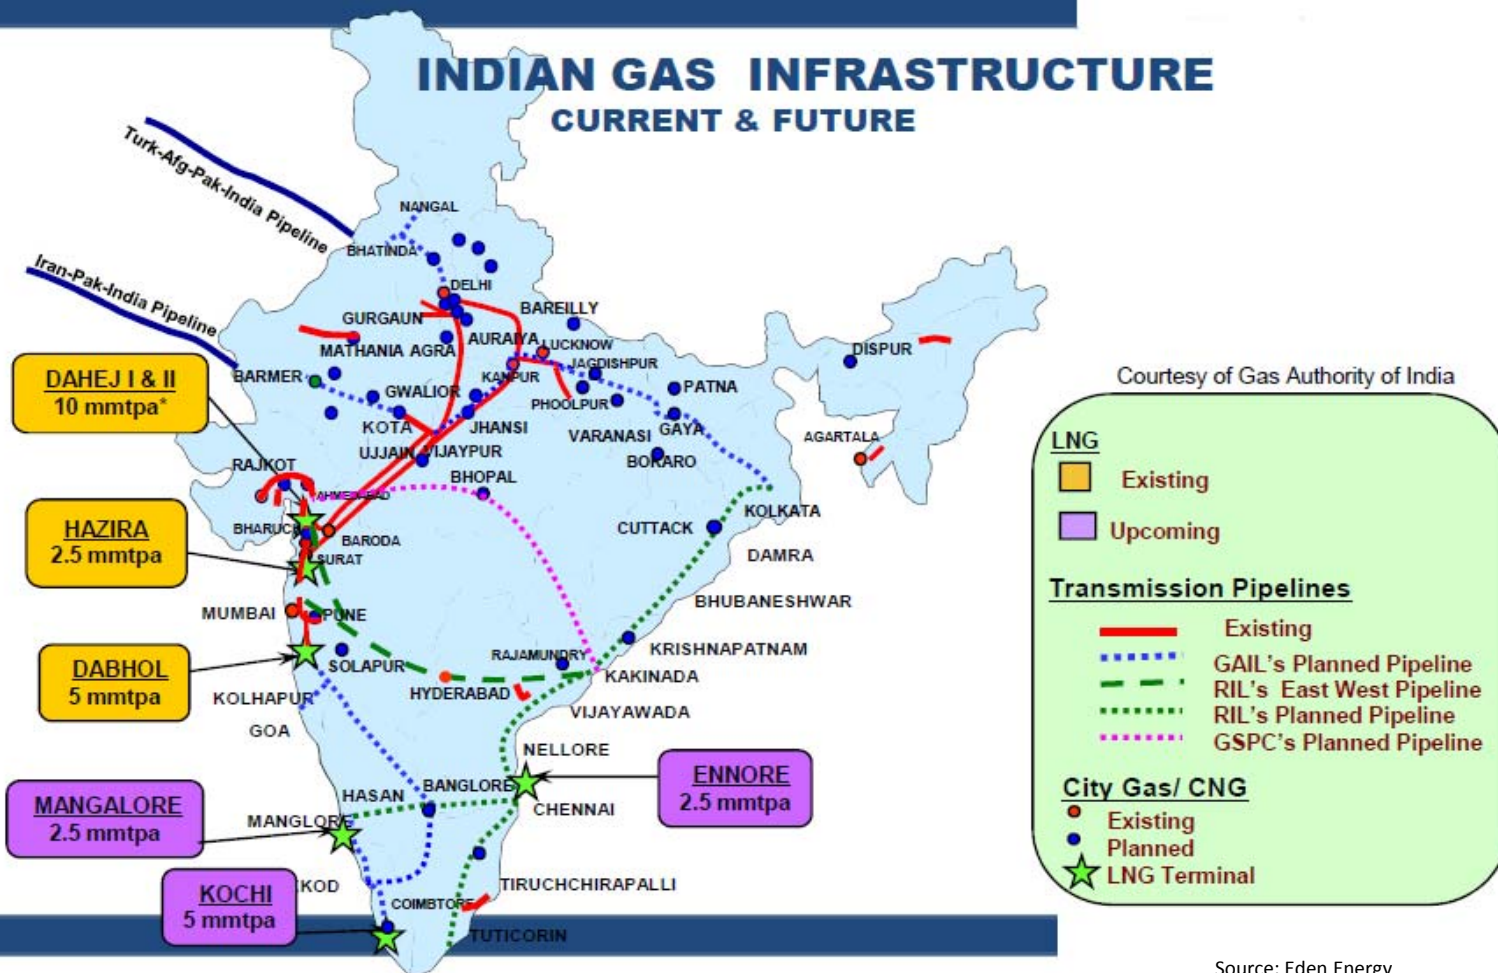 INDIAN GAS INFRASTRUCTURE
CURRENT & FUTURE
Turk-Afg-Pak-India Pipeline
Iran-Pak-India Pipeline
NANGAL
BHATINDA
DELHI
GURGAUN
BAREILLY
MATHANIA
AGRA
AURAIYA
LUCKNOW
JAGDISHPUR
DISPUR
BARMER
GWALIOR
KANPUR
PHOOLPUR
PATNA
KOTA
JHANSI
VARANASI
GAYA
AGARTALA
UJJAIN
VIJAYPUR
BOKARO
RAJKOT
BHOPAL
BHARUCH
BARODA
SURAT
CUTTACK
KOLKATA
DAMRA
MUMBAI
PUNE
BHUBANESHWAR
SOLAPUR
RAJAMUNDRY
KRISHNAPATNAM
KAKINADA
HYDERABAD
KOLHAPUR
VIJAYAWADA
GOA
NELLORE
HASAN
BANGLORE
CHENNAI
MANGLORE
KOD
TIRUCHCHIRAPALLI
COIMBTORE
TUTICORIN
DAHEJ I & II
10 mmtpa*
HAZIRA
2.5 mmtpa
DABHOL
5 mmtpa
MANGALORE
2.5 mmtpa
KOCHI
5 mmtpa
ENNORE
2.5 mmtpa
Courtesy of Gas Authority of India
LNG
Existing
Upcoming
Transmission Pipelines
Existing
GAIL's Planned Pipeline
RIL's East West Pipeline
RIL's Planned Pipeline
GSPC's Planned Pipeline
City Gas/ CNG
Existing
Planned
LNG Terminal
Source: Eden Energy